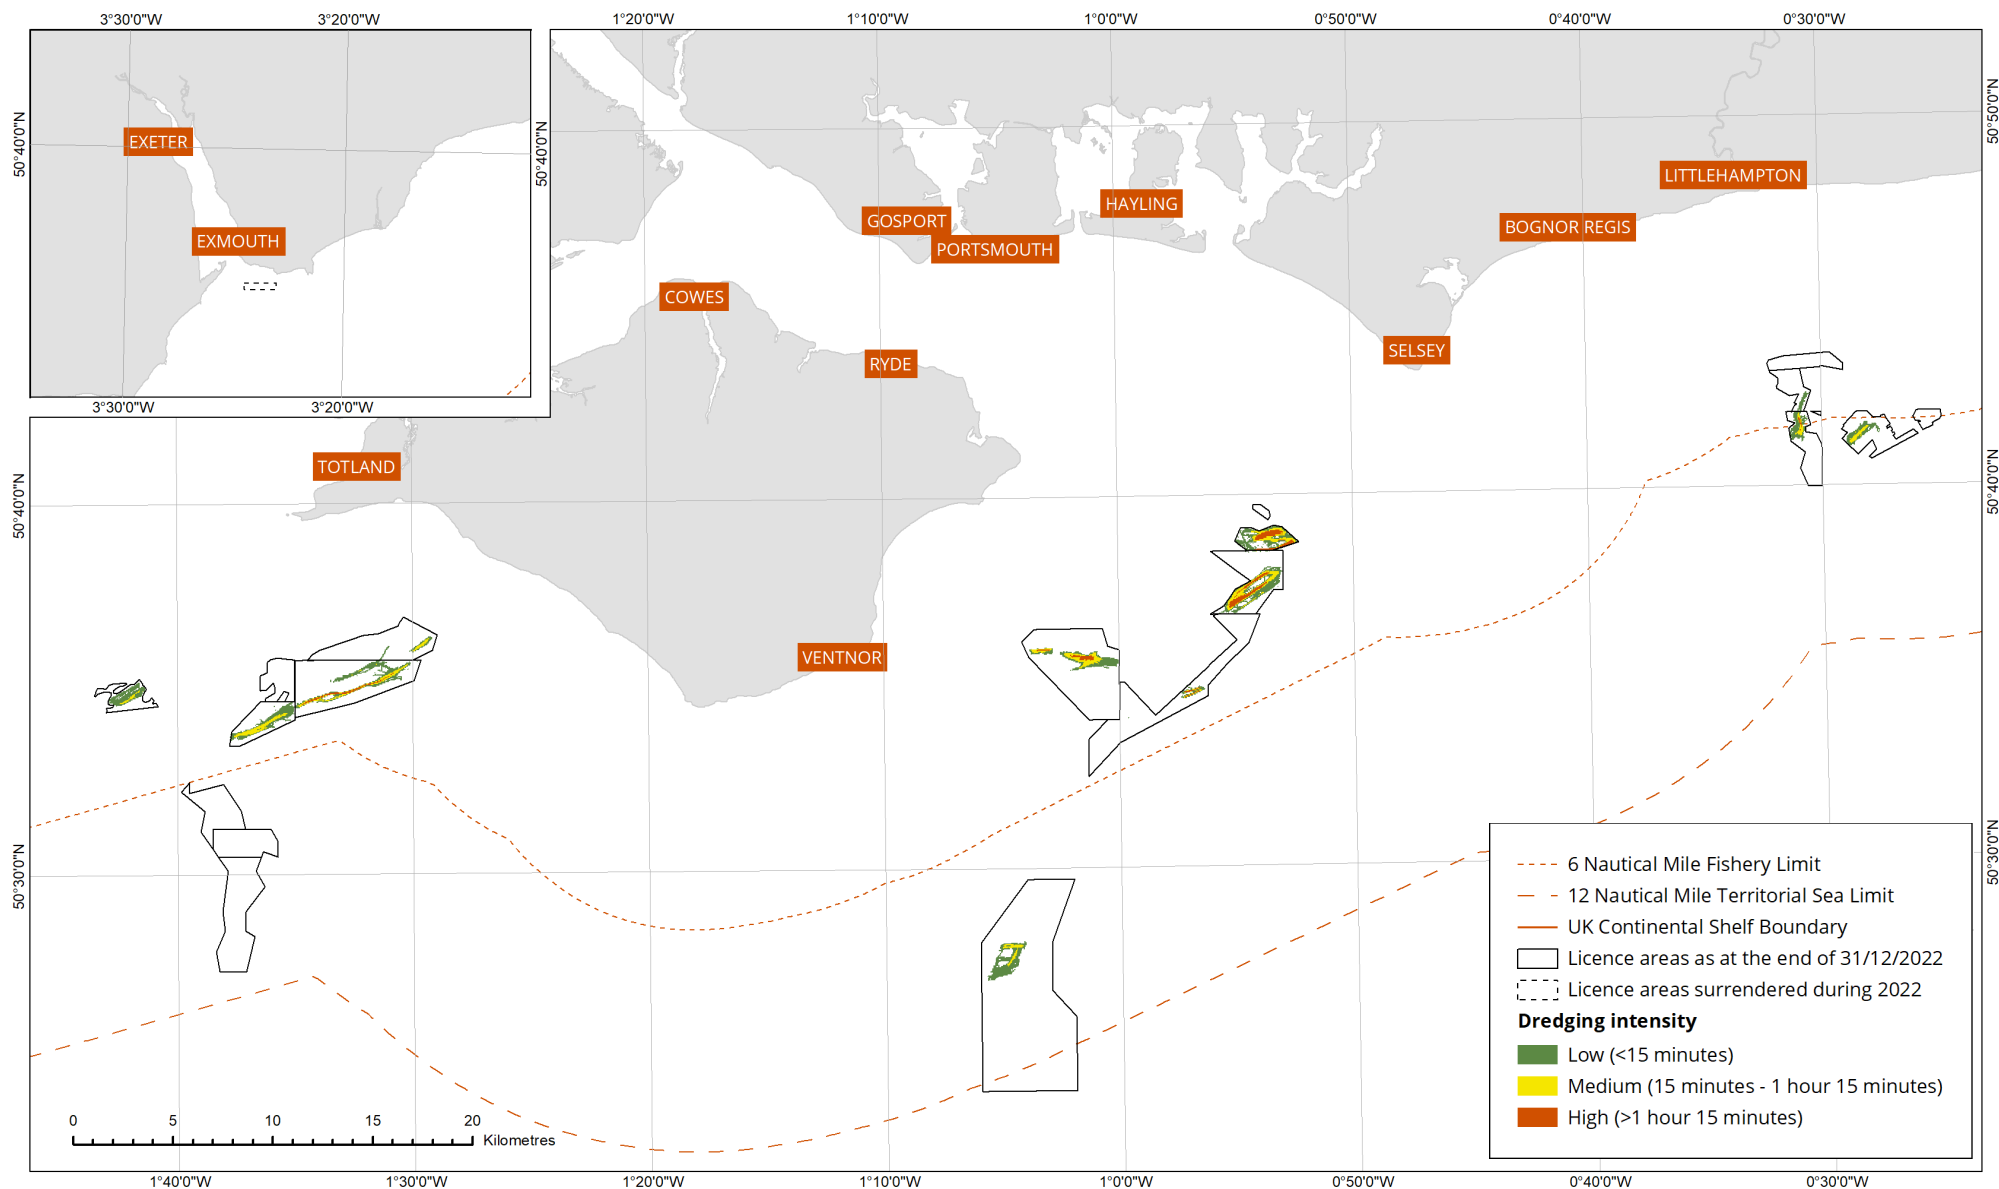 3°30'0"W
3°20'0"W
1°20'0"W
1°10'0"W
1°0'0"W
0°50'0"W
0°40'0"W
0°30'0"W
50°40'0"N
50°40'0"N
50°50'0"N
EXETER
EXMOUTH
3°30'0"W
3°20'0"W
LITTLEHAMPTON
HAYLING
GOSPORT
BOGNOR REGIS
PORTSMOUTH
COWES
SELSEY
RYDE
TOTLAND
50°40'0"N
50°40'0"N
VENTNOR
50°30'0"N
50°30'0"N
6 Nautical Mile Fishery Limit
12 Nautical Mile Territorial Sea Limit
UK Continental Shelf Boundary
Licence areas as at the end of 31/12/2022
Licence areas surrendered during 2022
Dredging intensity
Low (<15 minutes)
Medium (15 minutes - 1 hour 15 minutes)
High (>1 hour 15 minutes)
0 5 10 15 20
Kilometres
1°40'0"W
1°30'0"W
1°20'0"W
1°10'0"W
1°0'0"W
0°50'0"W
0°40'0"W
0°30'0"W